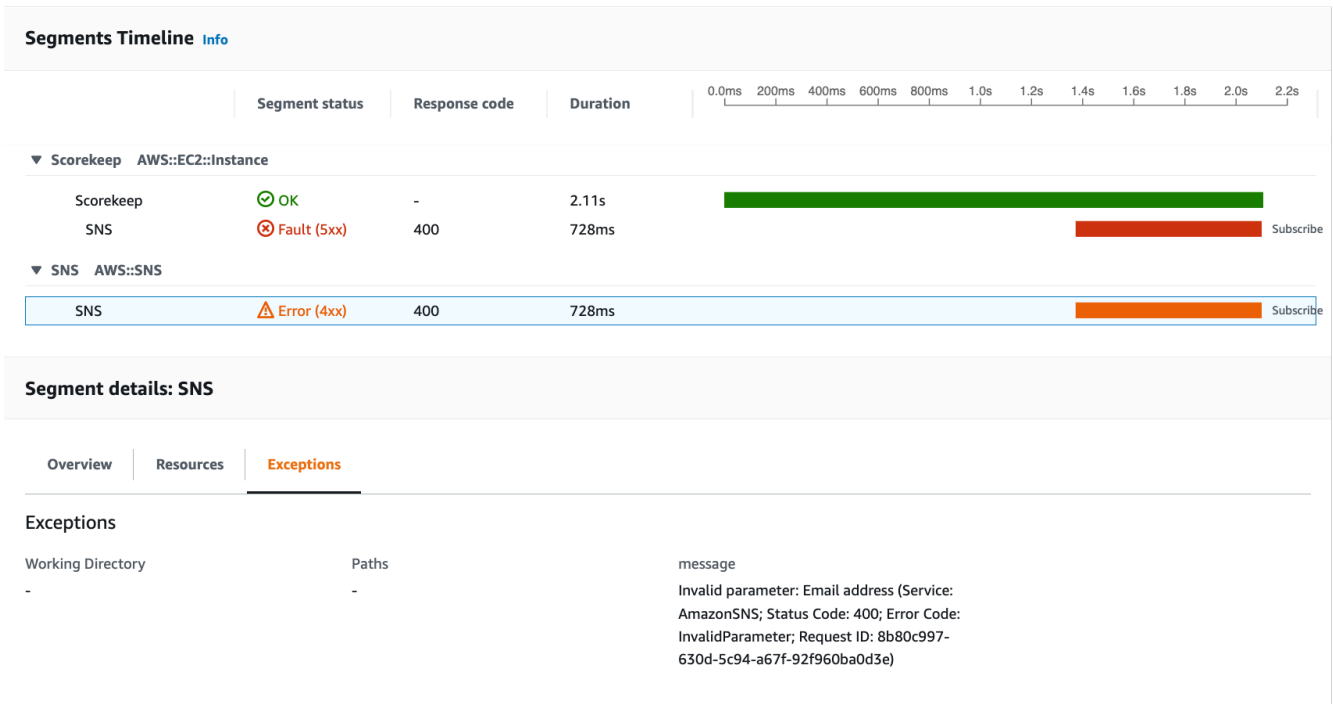 Segments Timeline Info
Segment status Response code Duration 0.0ms 200ms 400ms 600ms 800ms 1.0s 1.2s 1.4s 1.6s 1.8s 2.0s 2.2s
▼ Scorekeep AWS::EC2::Instance
Scorekeep OK - 2.11s
SNS Fault (5xx) 400 728ms Subscribe
▼ SNS AWS::SNS
SNS Error (4xx) 400 728ms Subscribe
Segment details: SNS
Overview Resources Exceptions
Exceptions
Working Directory Paths message
- - Invalid parameter: Email address (Service:
AmazonSNS; Status Code: 400; Error Code:
InvalidParameter; Request ID: 8b80c997-
630d-5c94-a67f-92f960ba0d3e)